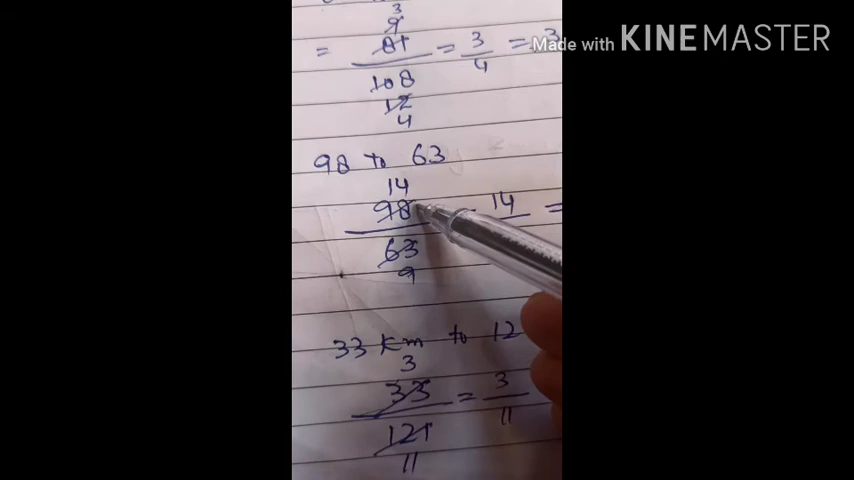 3
9
= 81 = 3 = 3
108 4
12
4
Made with KINEMASTER
98 to 63
14
98 14 =
63
9
33 Km to 12
3
33 = 3
121 11
11